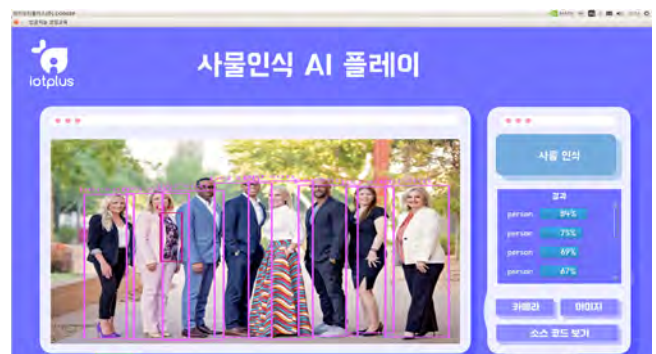 iotplus
사물인식 AI 플레이
사물 인식
결과
person 84%
person 75%
person 69%
person 67%
카메라 이미지
소스 코드 보기